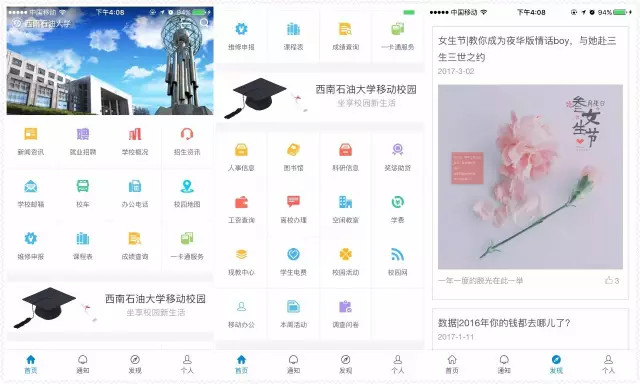 中国移动 下午4:08 94%
西南石油大学
新闻资讯 就业招聘 学校概况 招生资讯
学校邮箱 校车 办公电话 校园地图
维修申报 课程表 成绩查询 一卡通服务
西南石油大学移动校园
坐享校园新生活
首页 通知 发现 个人
维修申报 课程表 成绩查询 一卡通服务
西南石油大学移动校园
坐享校园新生活
人事信息 图书馆 科研信息 奖惩助贷
工资查询 离校办理 空闲教室 学费
现教中心 学生电费 校园活动 校园网
移动办公 本周活动 调查问卷
首页 通知 发现 个人
中国移动 下午4:08 94%
女生节|教你成为夜华版情话boy，与她赴三
生三世之约
2017-03-02
叁月柒日
女生节
一年一度的脱光在此一举 3
数据|2016年你的钱都去哪儿了?
2017-1-11
首页 通知 发现 个人